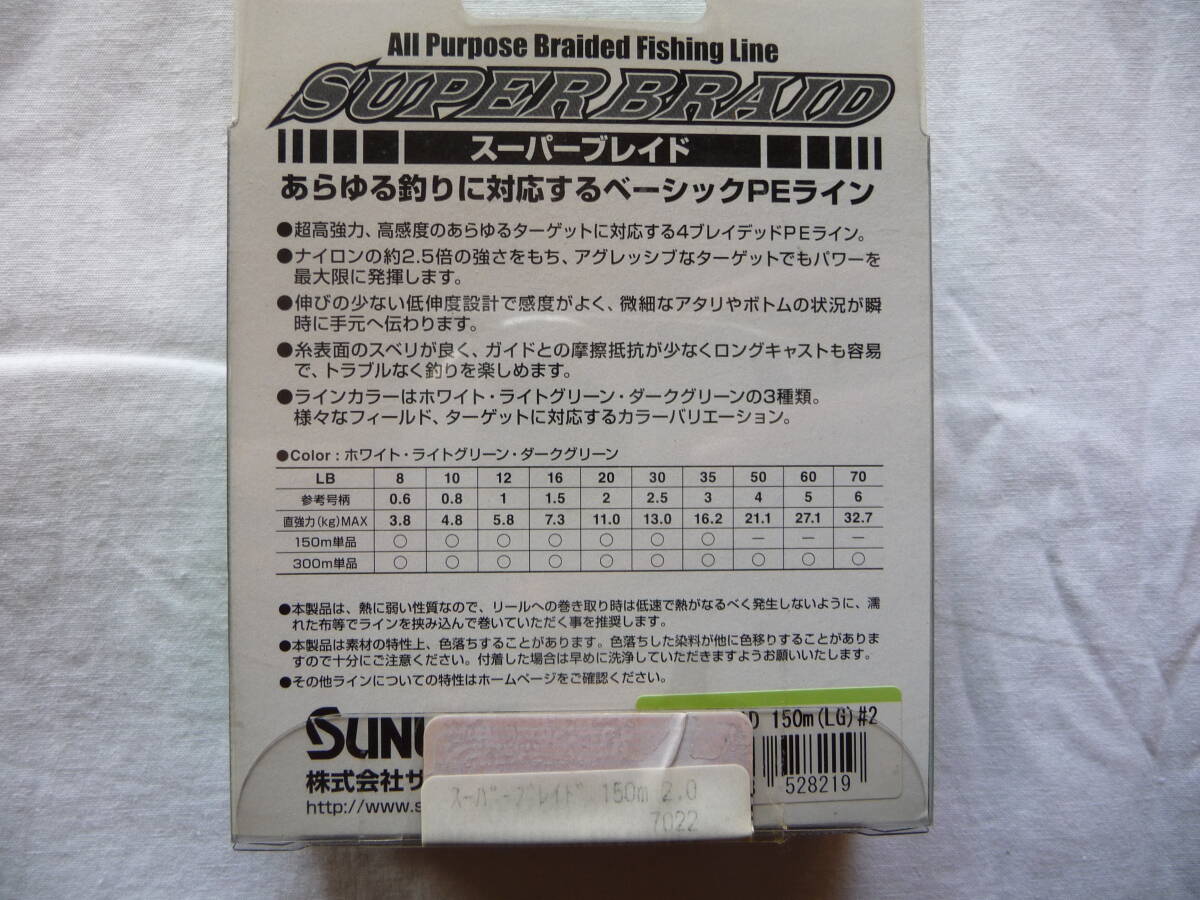 All Purpose Braided Fishing Line
SUPER BRAID
スーパーブレイド
あらゆる釣りに対応するベーシックPEライン
●超高強力、高感度のあらゆるターゲットに対応する4ブレイデッドPEライン。
●ナイロンの約2.5倍の強さをもち、アグレッシブなターゲットでもパワーを
最大限に発揮します。
●伸びの少ない低伸度設計で感度がよく、微細なアタリやボトムの状況が瞬
時に手元へ伝わります。
●糸表面のスベリが良く、ガイドとの摩擦抵抗が少なくロングキャストも容易
で、トラブルなく釣りを楽しめます。
●ラインカラーはホワイト・ライトグリーン・ダークグリーンの3種類。
様々なフィールド、ターゲットに対応するカラーバリエーション。
●Color：ホワイト・ライトグリーン・ダークグリーン
LB 8 10 12 16 20 30 35 50 60 70
参考号柄 0.6 0.8 1 1.5 2 2.5 3 4 5 6
直強力(kg)MAX 3.8 4.8 5.8 7.3 11.0 13.0 16.2 21.1 27.1 32.7
150m単品 ○ ○ ○ ○ ○ ○ ○ － － －
300m単品 ○ ○ ○ ○ ○ ○ ○ ○ ○ ○
●本製品は、熱に弱い性質なので、リールへの巻き取り時は低速で熱がなるべく発生しないように、濡
れた布等でラインを挟み込んで巻いていただく事を推奨します。
●本製品は素材の特性上、色落ちすることがあります。色落ちした染料が他に色移りすることがありま
すので十分にご注意ください。付着した場合は早めに洗浄していただきますようお願いいたします。
●その他ラインについての特性はホームページをご確認ください。
150m(LG)#2
528219
株式会社サ
http://www.s
スーパーブレイド 150m 2.0
7022